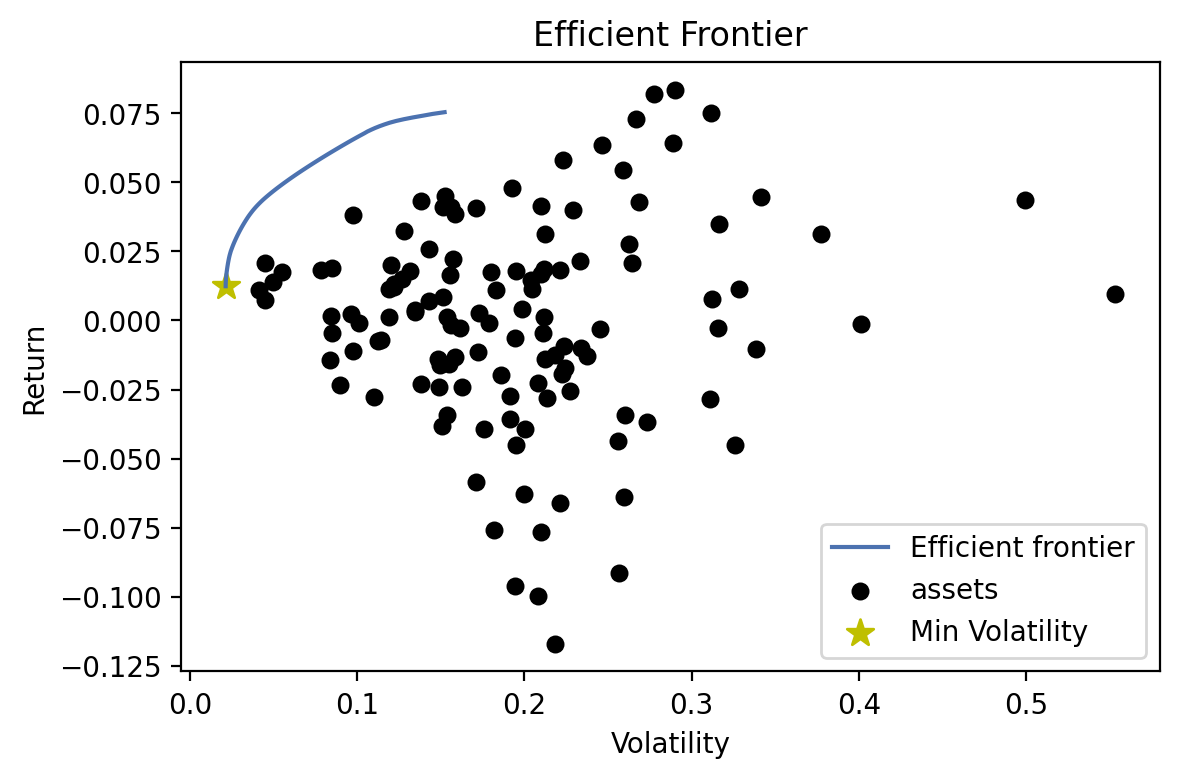 Efficient Frontier
Return
0.075
0.050
0.025
0.000
−0.025
−0.050
−0.075
−0.100
−0.125
Efficient frontier
assets
Min Volatility
0.0 0.1 0.2 0.3 0.4 0.5
Volatility